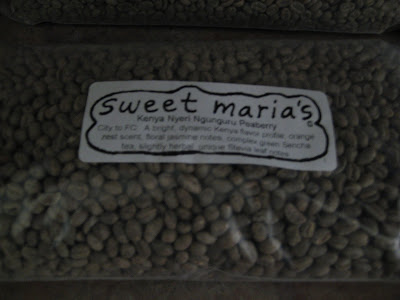 sweet maria's ©
Kenya Nyeri Ngunguru Peaberry
City to FC: A bright, dynamic Kenya flavor profile, orange
zest scent, floral jasmine notes, complex green Sencha
tea, slightly herbal, unique leaf notes